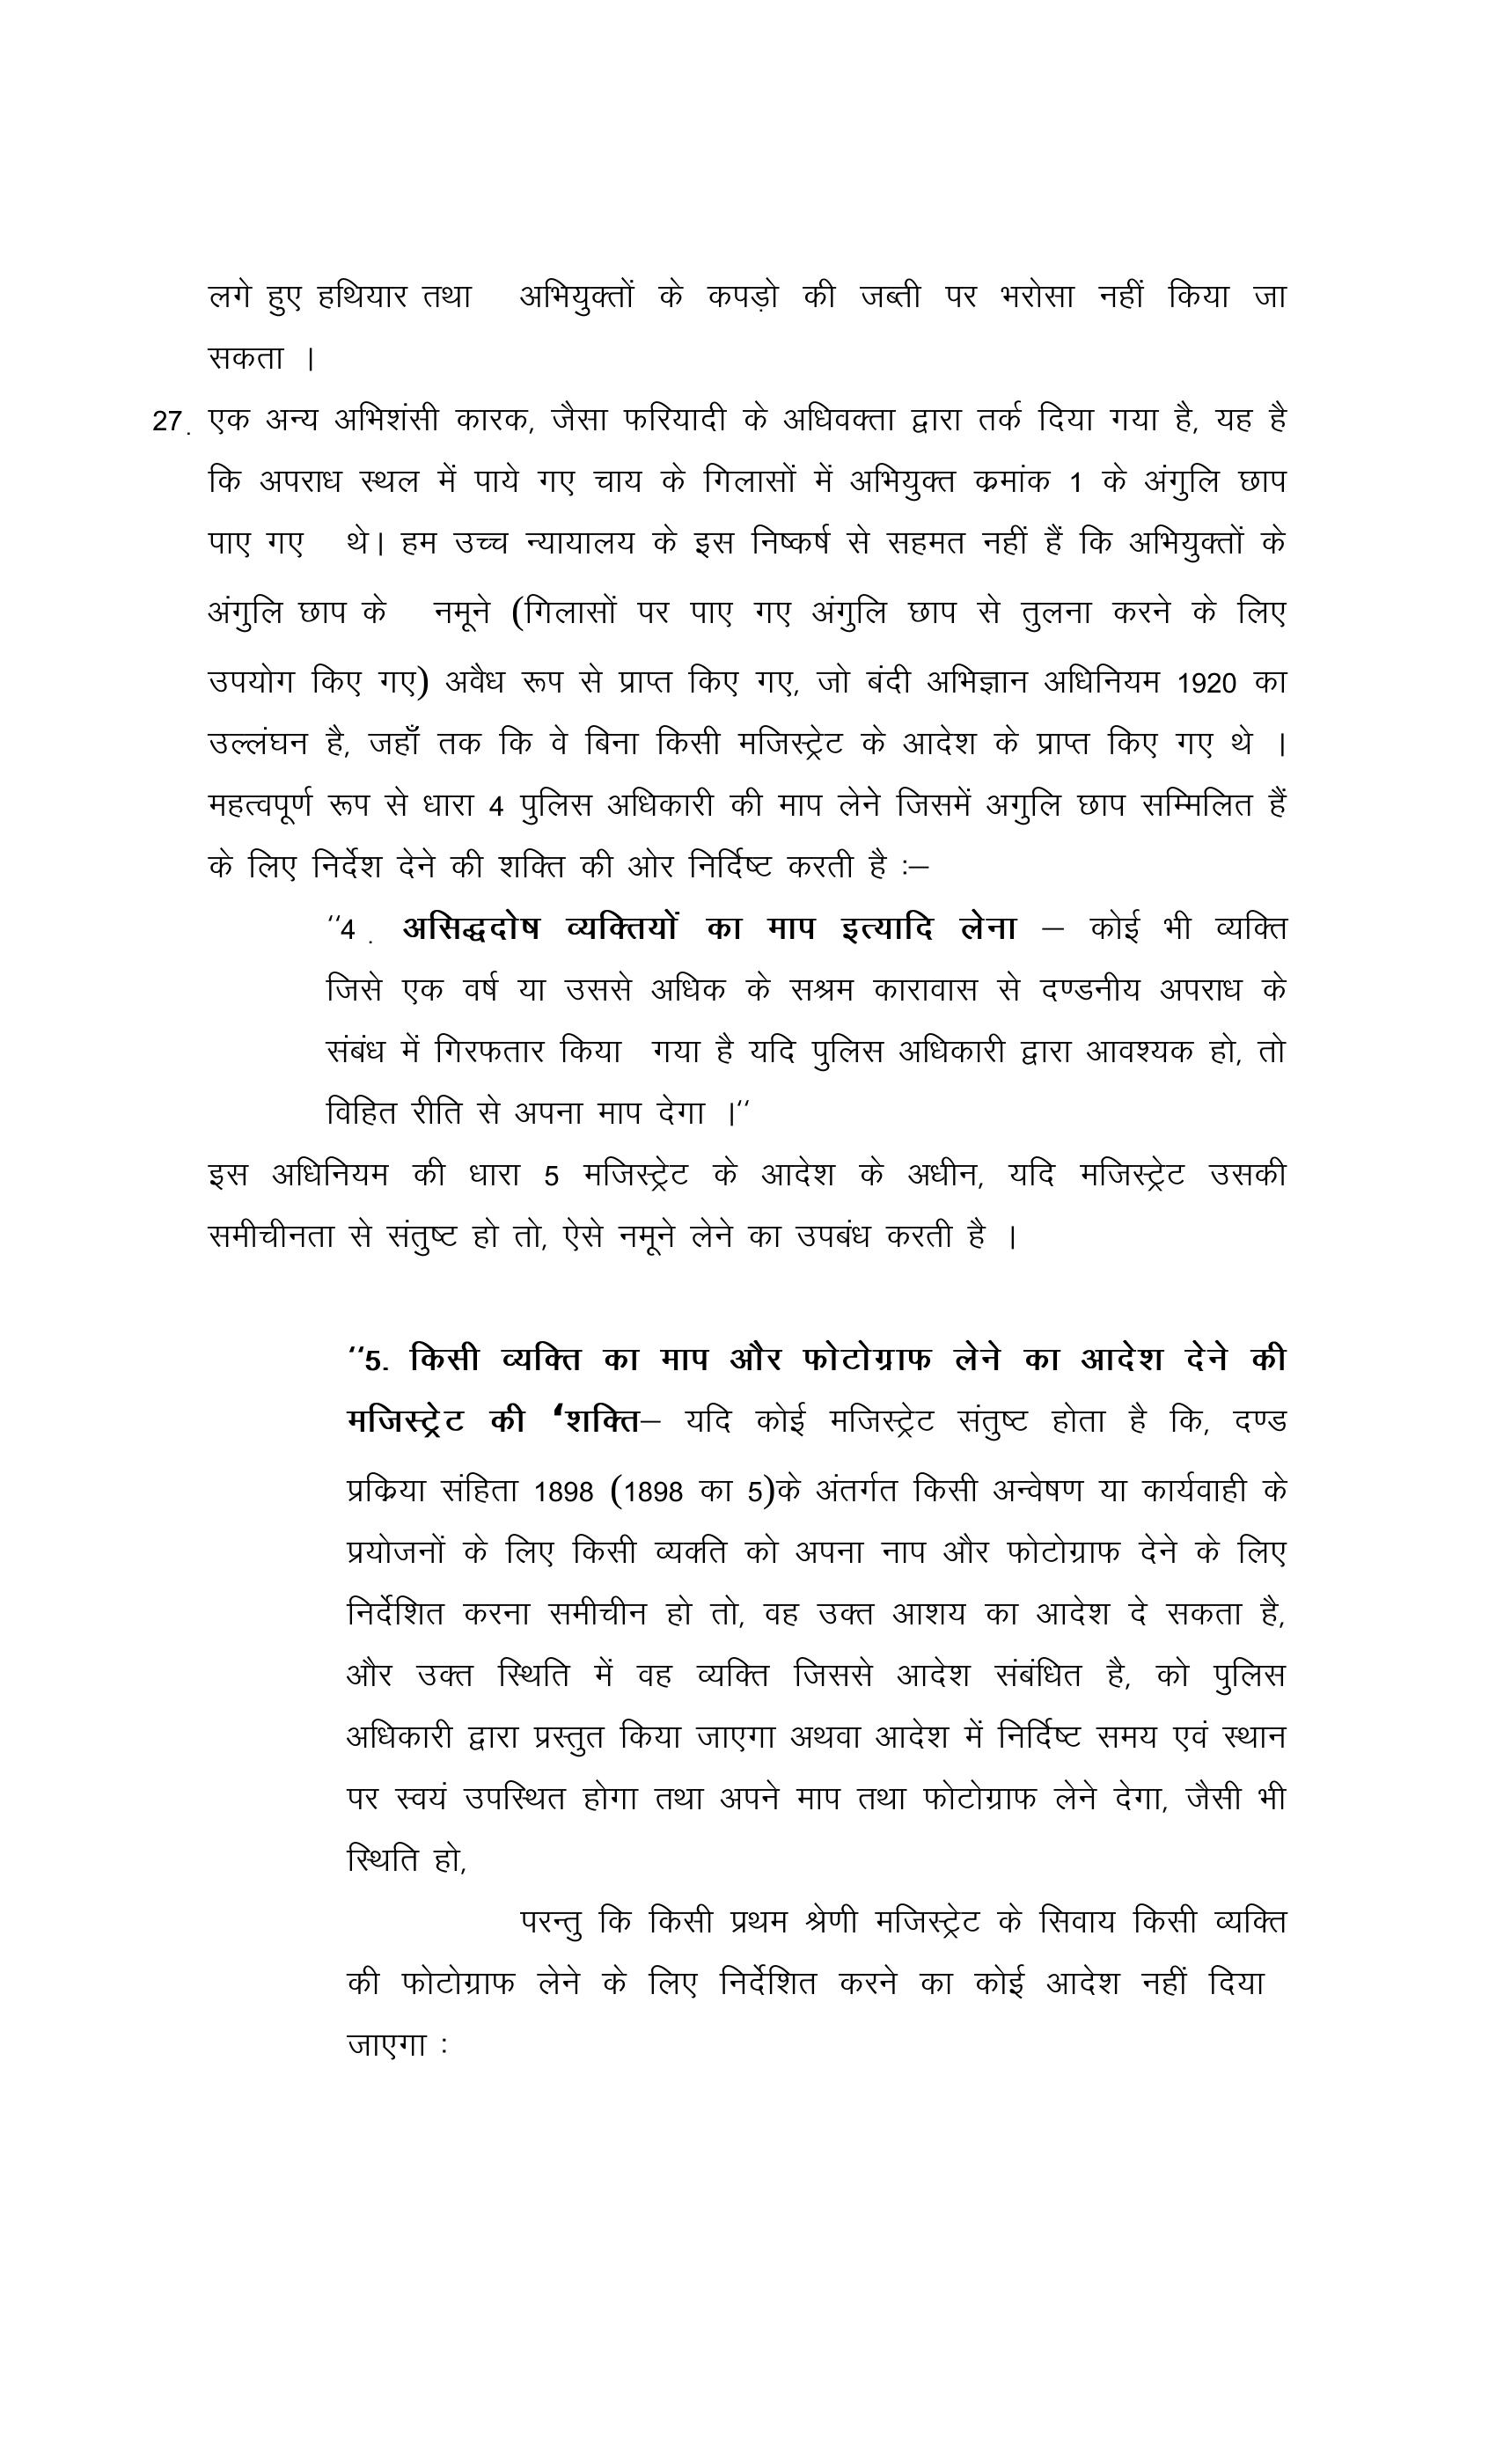 लगे हुए हथियार तथा अभियुक्तों के कपड़ो की जब्ती पर भरोसा नहीं किया जा
सकता ।
27. एक अन्य अभिशंसी कारक, जैसा फरियादी के अधिवक्ता द्वारा तर्क दिया गया है, यह है
कि अपराध स्थल में पाये गए चाय के गिलासों में अभियुक्त क्रमांक 1 के अंगुलि छाप
पाए गए थे। हम उच्च न्यायालय के इस निष्कर्ष से सहमत नहीं हैं कि अभियुक्तों के
अंगुलि छाप के नमूने (गिलासों पर पाए गए अंगुलि छाप से तुलना करने के लिए
उपयोग किए गए) अवैध रूप से प्राप्त किए गए, जो बंदी अभिज्ञान अधिनियम 1920 का
उल्लंघन है, जहाँ तक कि वे बिना किसी मजिस्ट्रेट के आदेश के प्राप्त किए गए थे ।
महत्वपूर्ण रूप से धारा 4 पुलिस अधिकारी की माप लेने जिसमें अगुलि छाप सम्मिलित हैं
के लिए निर्देश देने की शक्ति की ओर निर्दिष्ट करती है :–
''4 . असिद्धदोष व्यक्तियों का माप इत्यादि लेना – कोई भी व्यक्ति
जिसे एक वर्ष या उससे अधिक के सश्रम कारावास से दण्डनीय अपराध के
संबंध में गिरफतार किया गया है यदि पुलिस अधिकारी द्वारा आवश्यक हो, तो
विहित रीति से अपना माप देगा ।''
इस अधिनियम की धारा 5 मजिस्ट्रेट के आदेश के अधीन, यदि मजिस्ट्रेट उसकी
समीचीनता से संतुष्ट हो तो, ऐसे नमूने लेने का उपबंध करती है ।
''5. किसी व्यक्ति का माप और फोटोग्राफ लेने का आदेश देने की
मजिस्ट्रेट की ‘शक्ति– यदि कोई मजिस्ट्रेट संतुष्ट होता है कि, दण्ड
प्रक्रिया संहिता 1898 (1898 का 5)के अंतर्गत किसी अन्वेषण या कार्यवाही के
प्रयोजनों के लिए किसी व्यक्ति को अपना नाप और फोटोग्राफ देने के लिए
निर्देशित करना समीचीन हो तो, वह उक्त आशय का आदेश दे सकता है,
और उक्त स्थिति में वह व्यक्ति जिससे आदेश संबंधित है, को पुलिस
अधिकारी द्वारा प्रस्तुत किया जाएगा अथवा आदेश में निर्दिष्ट समय एवं स्थान
पर स्वयं उपस्थित होगा तथा अपने माप तथा फोटोग्राफ लेने देगा, जैसी भी
स्थिति हो,
परन्तु कि किसी प्रथम श्रेणी मजिस्ट्रेट के सिवाय किसी व्यक्ति
की फोटोग्राफ लेने के लिए निर्देशित करने का कोई आदेश नहीं दिया
जाएगा :